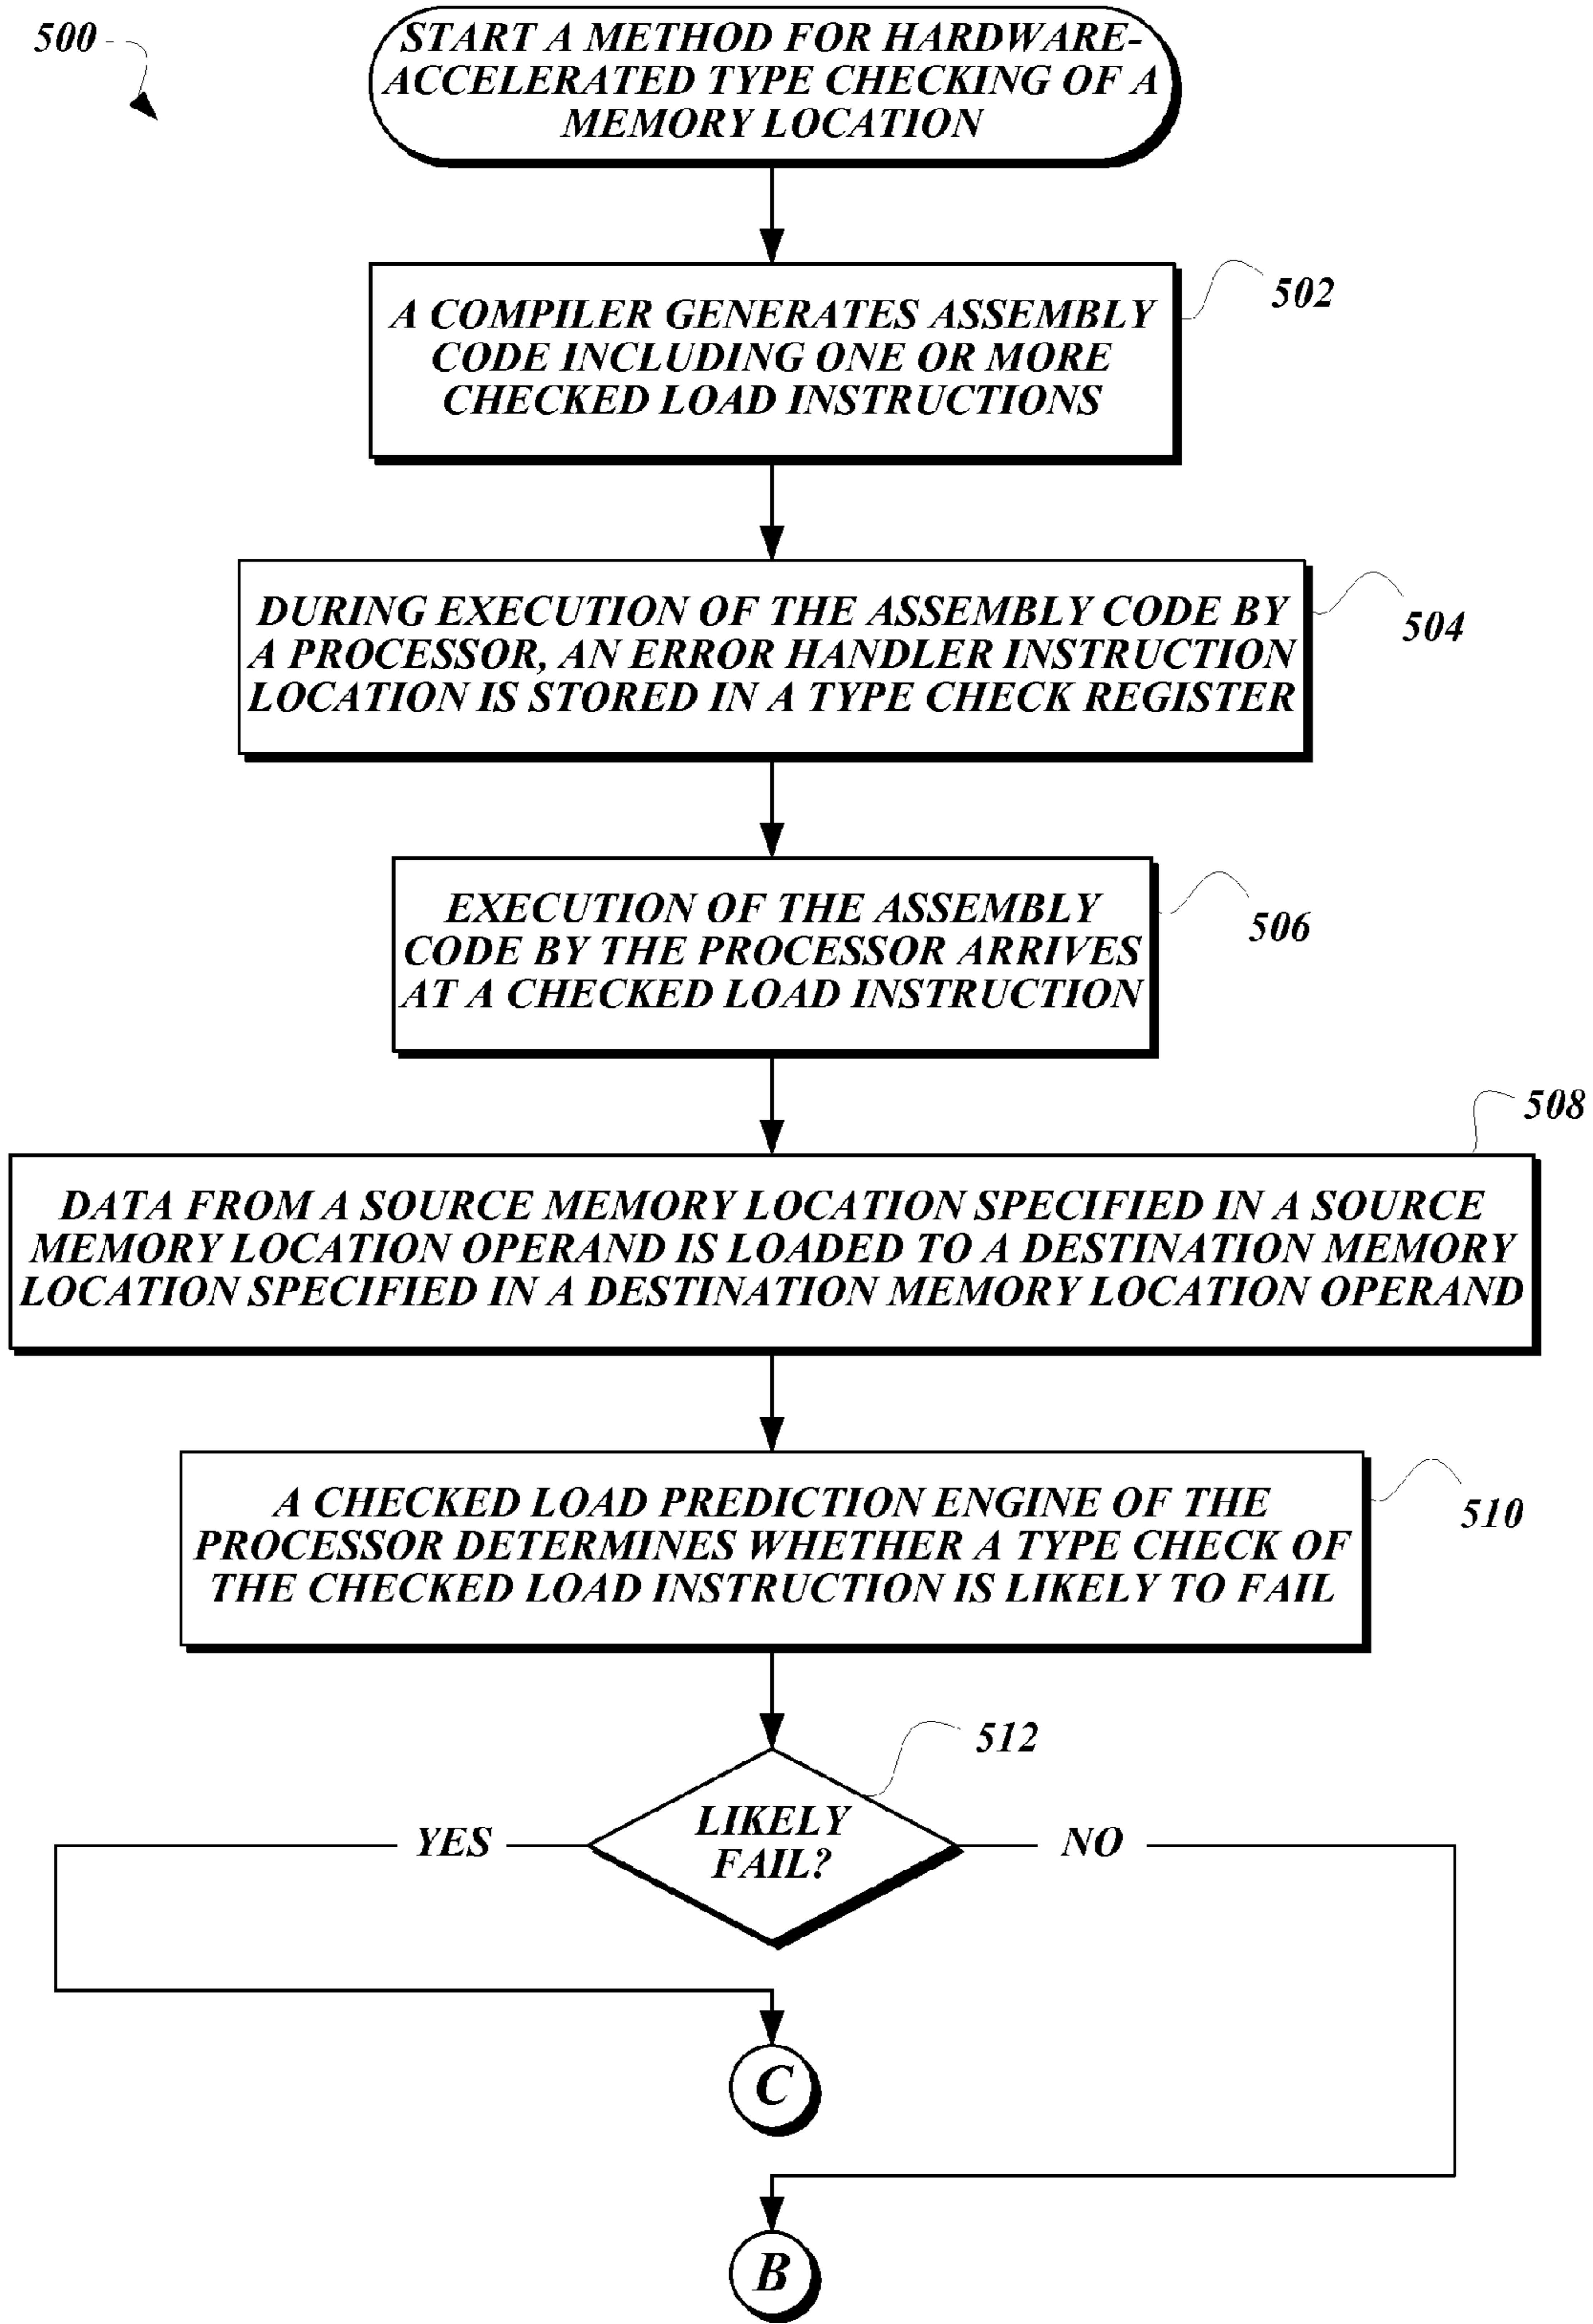 500
START A METHOD FOR HARDWARE-
ACCELERATED TYPE CHECKING OF A
MEMORY LOCATION
502
A COMPILER GENERATES ASSEMBLY
CODE INCLUDING ONE OR MORE
CHECKED LOAD INSTRUCTIONS
504
DURING EXECUTION OF THE ASSEMBLY CODE BY
A PROCESSOR, AN ERROR HANDLER INSTRUCTION
LOCATION IS STORED IN A TYPE CHECK REGISTER
506
EXECUTION OF THE ASSEMBLY
CODE BY THE PROCESSOR ARRIVES
AT A CHECKED LOAD INSTRUCTION
508
DATA FROM A SOURCE MEMORY LOCATION SPECIFIED IN A SOURCE
MEMORY LOCATION OPERAND IS LOADED TO A DESTINATION MEMORY
LOCATION SPECIFIED IN A DESTINATION MEMORY LOCATION OPERAND
510
A CHECKED LOAD PREDICTION ENGINE OF THE
PROCESSOR DETERMINES WHETHER A TYPE CHECK OF
THE CHECKED LOAD INSTRUCTION IS LIKELY TO FAIL
512
LIKELY
FAIL?
YES
NO
C
B